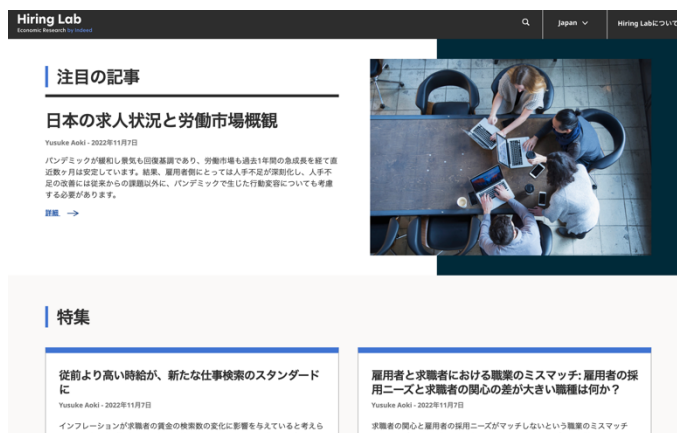 Hiring Lab
Economic Research by Indeed
Japan
Hiring Labについて
注目の記事
日本の求人状況と労働市場概観
Yusuke Aoki - 2022年11月7日
パンデミックが緩和し景気も回復基調であり、労働市場も過去1年間の急成長を経て直
近数ヶ月は安定しています。結果、雇用者側にとっては人手不足が深刻化し、人手不
足の改善には従来からの課題以外に、パンデミックで生じた行動変容についても考慮
する必要があります。
詳細
特集
従前より高い時給が、新たな仕事検索のスタンダード
に
Yusuke Aoki - 2022年11月7日
インフレーションが求職者の賃金の検索数の変化に影響を与えていると考えら
雇用者と求職者における職業のミスマッチ: 雇用者の採
用ニーズと求職者の関心の差が大きい職種は何か？
Yusuke Aoki - 2022年11月7日
求職者の関心と雇用者の採用ニーズがマッチしないという職業のミスマッチ